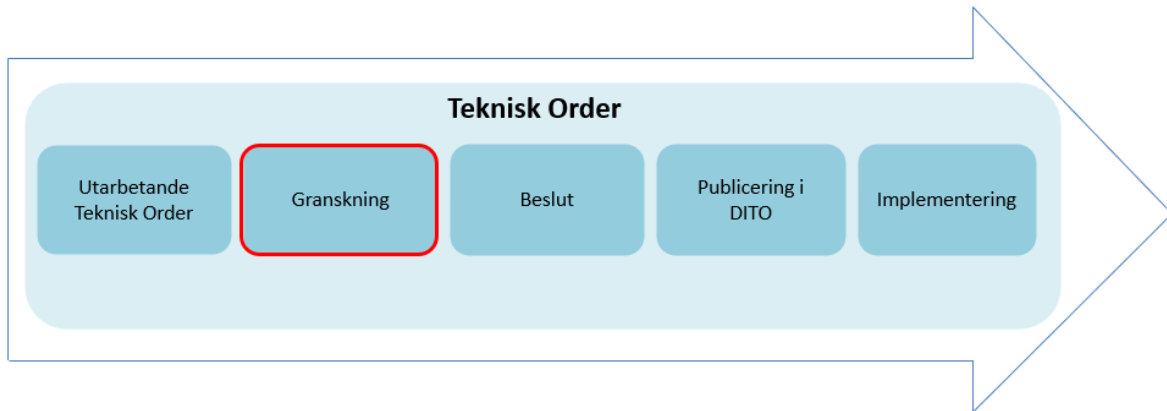 Teknisk Order
Utarbetande
Teknisk Order
Granskning
Beslut
Publicering i
DITO
Implementering